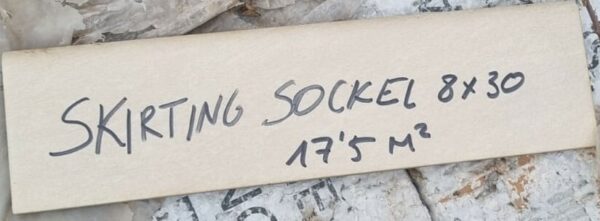 SKIRTING SOCKEL 8x30
17'5 M²